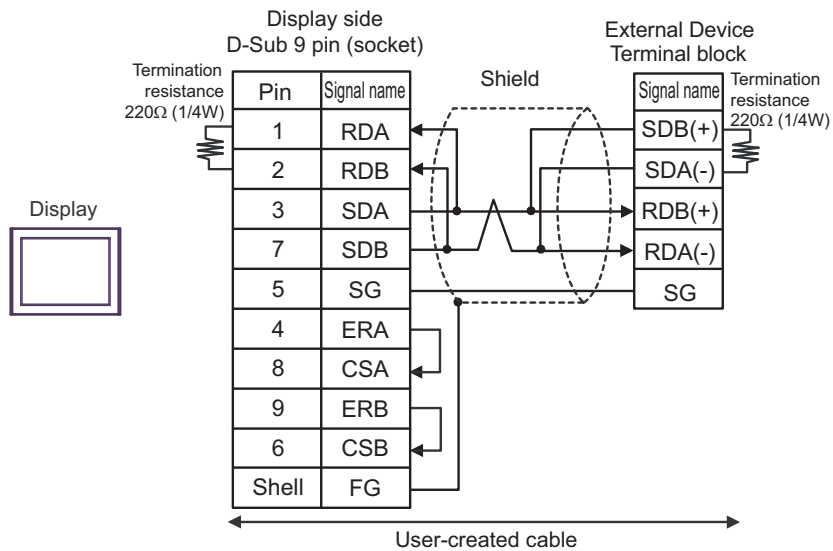 Display side
D-Sub 9 pin (socket)
External Device
Terminal block
Termination
resistance
220Ω (1/4W)
Shield
Termination
resistance
220Ω (1/4W)
Pin Signal name
1 RDA
2 RDB
3 SDA
7 SDB
5 SG
4 ERA
8 CSA
9 ERB
6 CSB
Shell FG
Signal name
SDB(+)
SDA(-)
RDB(+)
RDA(-)
SG
Display
User-created cable